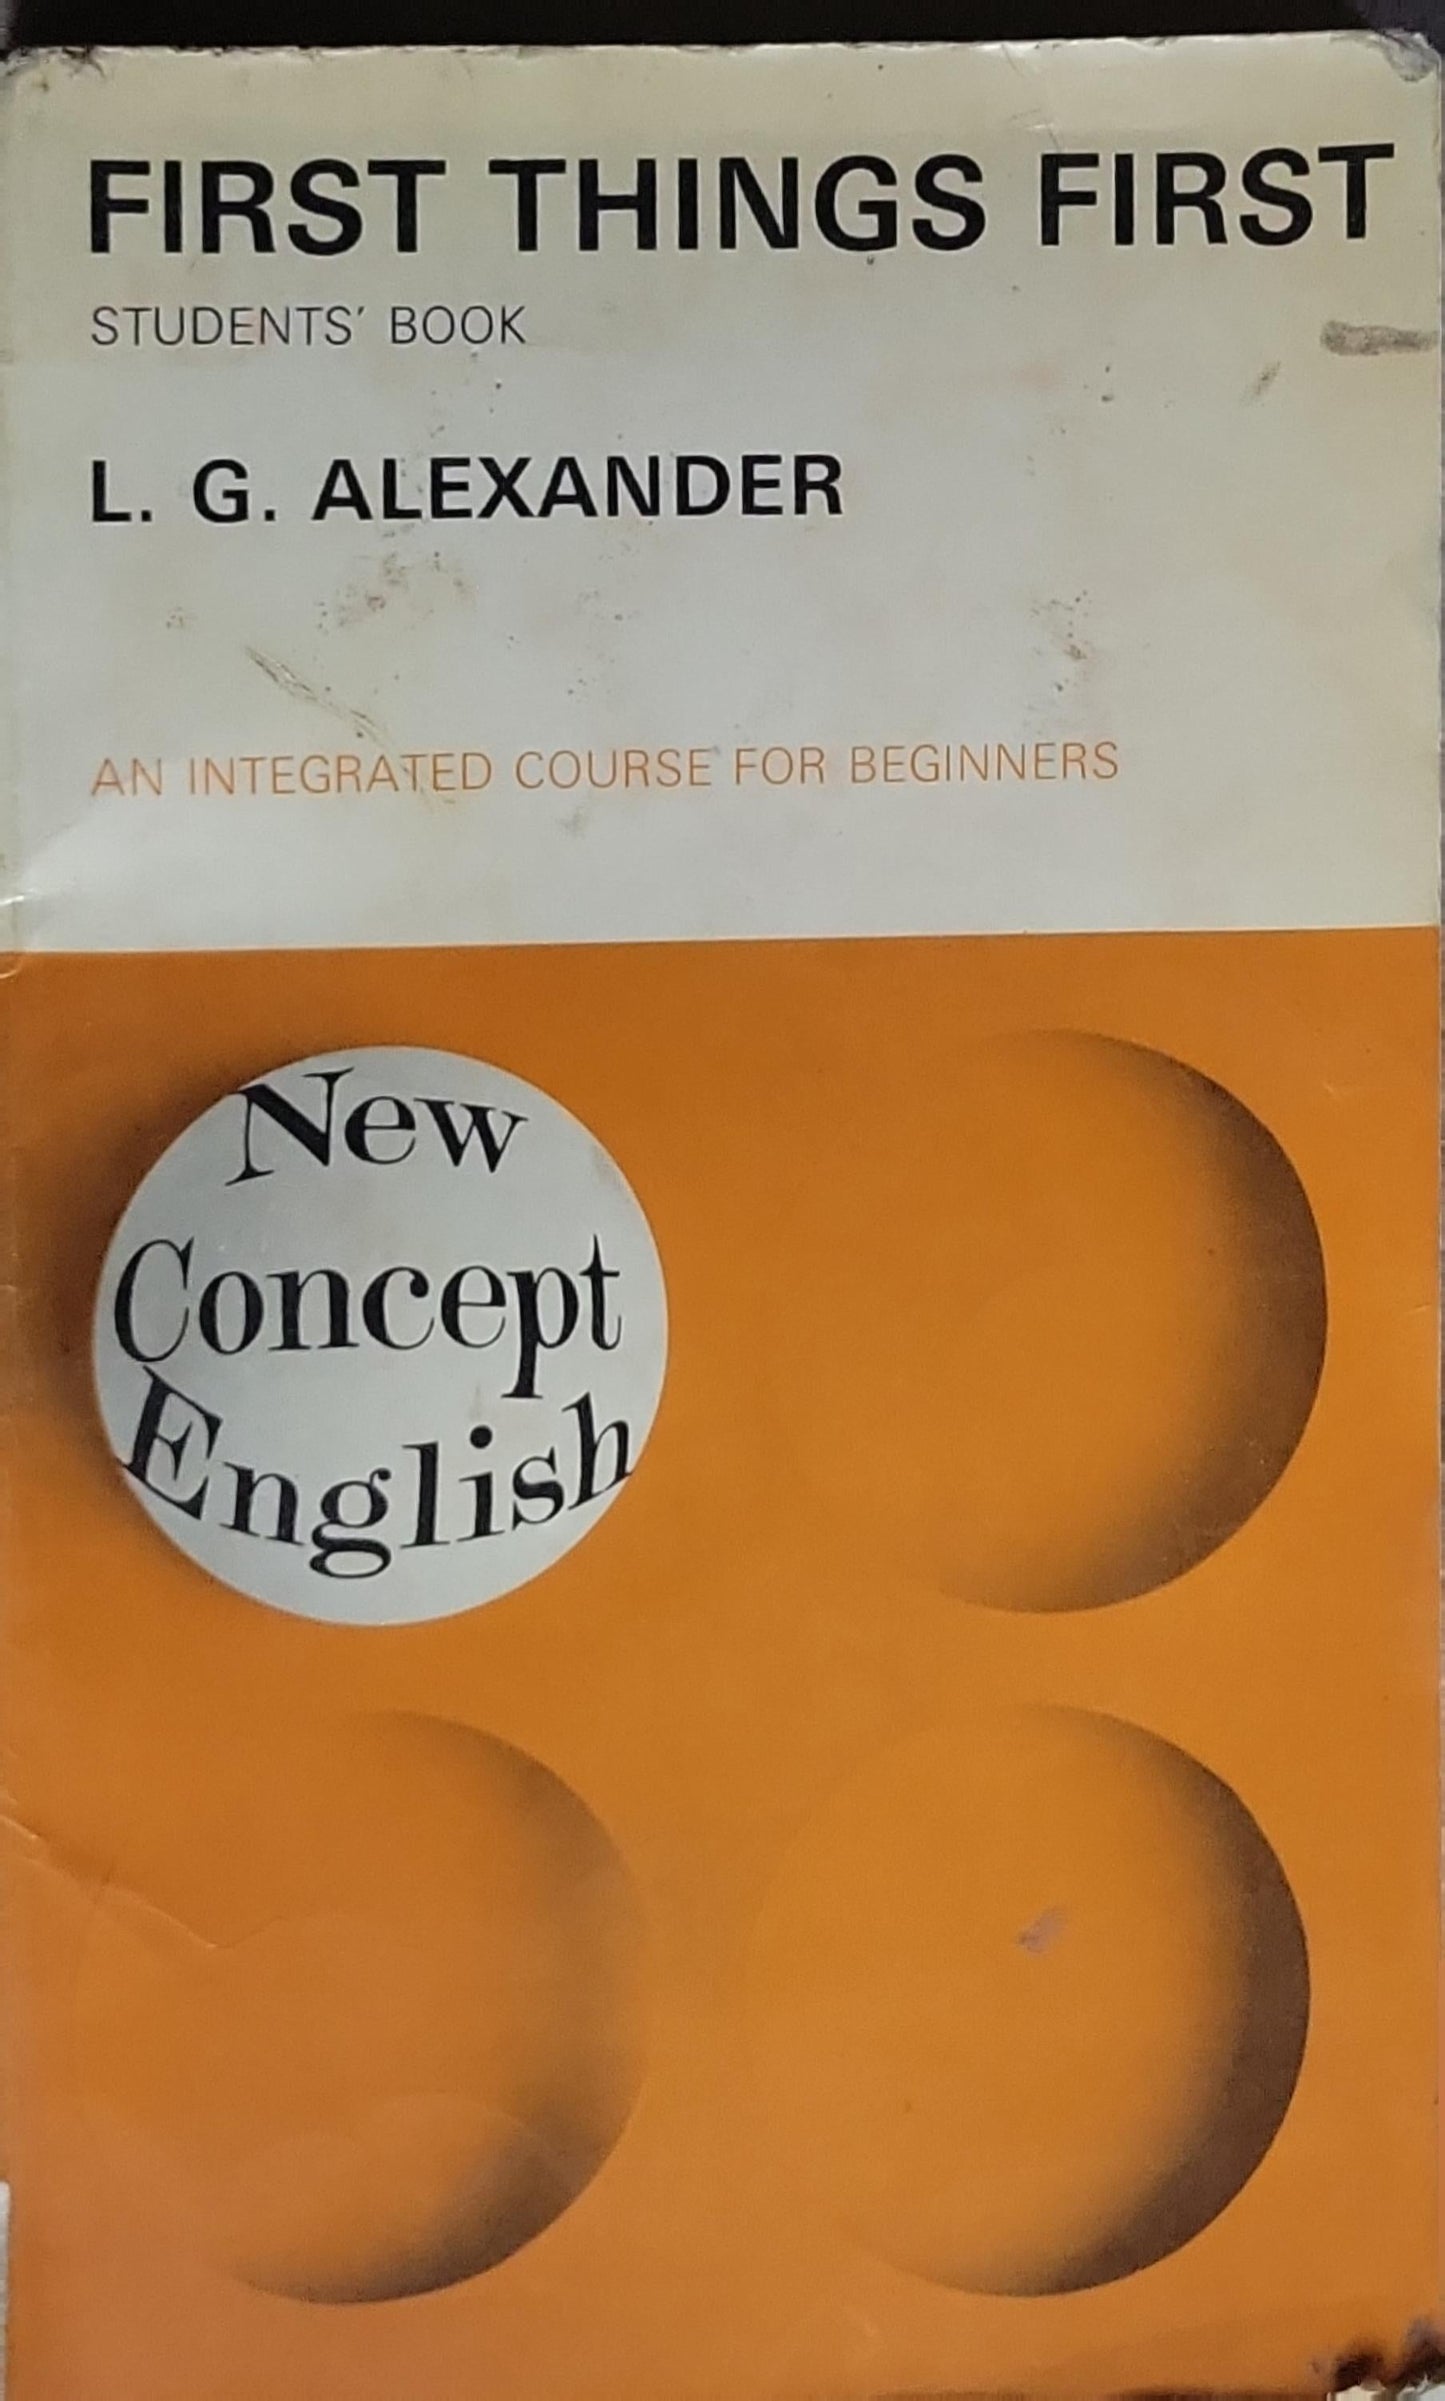 FIRST THINGS FIRST
STUDENTS' BOOK
L. G. ALEXANDER
AN INTEGRATED COURSE FOR BEGINNERS
New
Concept
English